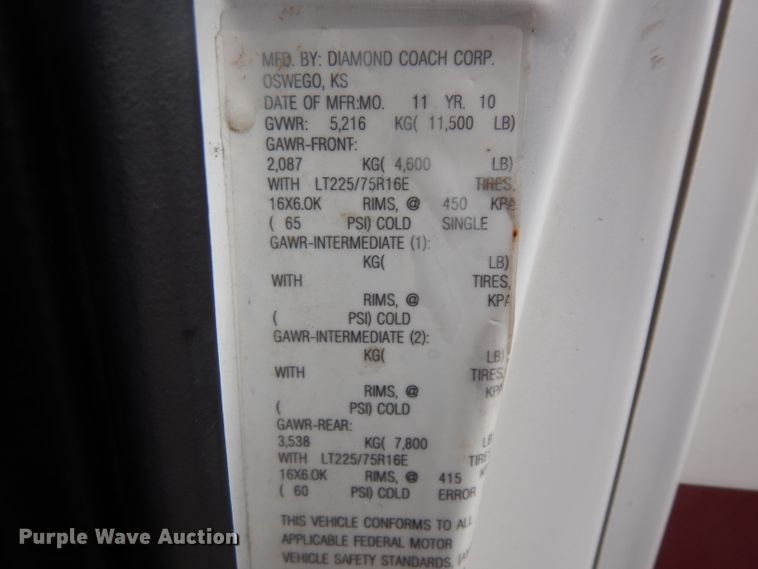 MFD. BY: DIAMOND COACH CORP.
OSWEGO, KS
DATE OF MFR:MO. 11 YR. 10
GVWR: 5,216 KG( 11,500 LB)
GAWR-FRONT:
2,087 KG( 4,600 LB)
WITH LT225/75R16E TIRES,
16X6.0K RIMS, @ 450 KPA
( 65 PSI) COLD SINGLE
GAWR-INTERMEDIATE (1):
KG( LB)
WITH TIRES,
RIMS, @ KPA
( PSI) COLD
GAWR-INTERMEDIATE (2):
KG( LB)
WITH TIRES,
RIMS, @ KPA
( PSI) COLD
GAWR-REAR:
3,538 KG( 7,800 LB
WITH LT225/75R16E TIRES
16X6.0K RIMS, @ 415
( 60 PSI) COLD ERROR
THIS VEHICLE CONFORMS TO ALL
APPLICABLE FEDERAL MOTOR
VEHICLE SAFETY STANDARDS,
Purple Wave Auction